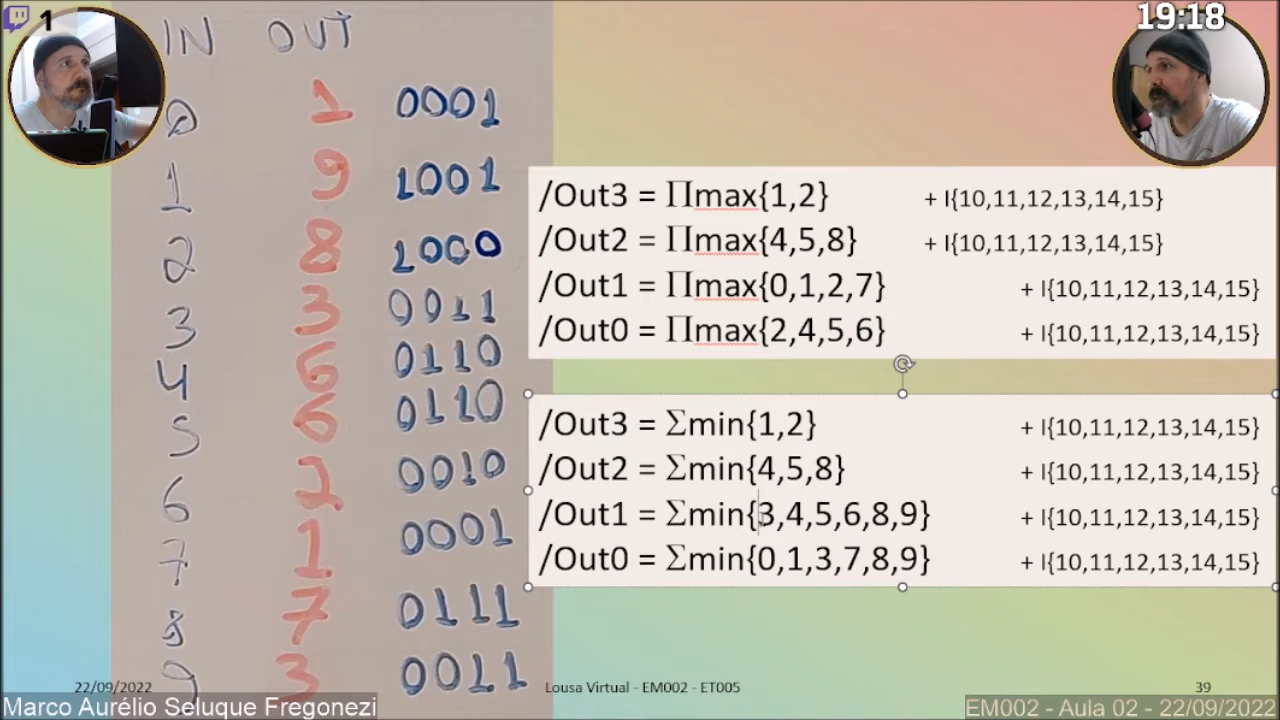 1
19:18
IN OUT
0 1 0001
1 9 1001
2 8 1000
3 3 0011
4 6 0110
5 6 0110
6 2 0010
7 1 0001
8 7 0111
9 3 0011
/Out3 = Πmax{1,2} + I{10,11,12,13,14,15}
/Out2 = Πmax{4,5,8} + I{10,11,12,13,14,15}
/Out1 = Πmax{0,1,2,7} + I{10,11,12,13,14,15}
/Out0 = Πmax{2,4,5,6} + I{10,11,12,13,14,15}
/Out3 = Σmin{1,2} + I{10,11,12,13,14,15}
/Out2 = Σmin{4,5,8} + I{10,11,12,13,14,15}
/Out1 = Σmin{3,4,5,6,8,9} + I{10,11,12,13,14,15}
/Out0 = Σmin{0,1,3,7,8,9} + I{10,11,12,13,14,15}
22/09/2022 Lousa Virtual - EM002 - ET005 39
Marco Aurélio Seluque Fregonezi EM002 - Aula 02 - 22/09/2022